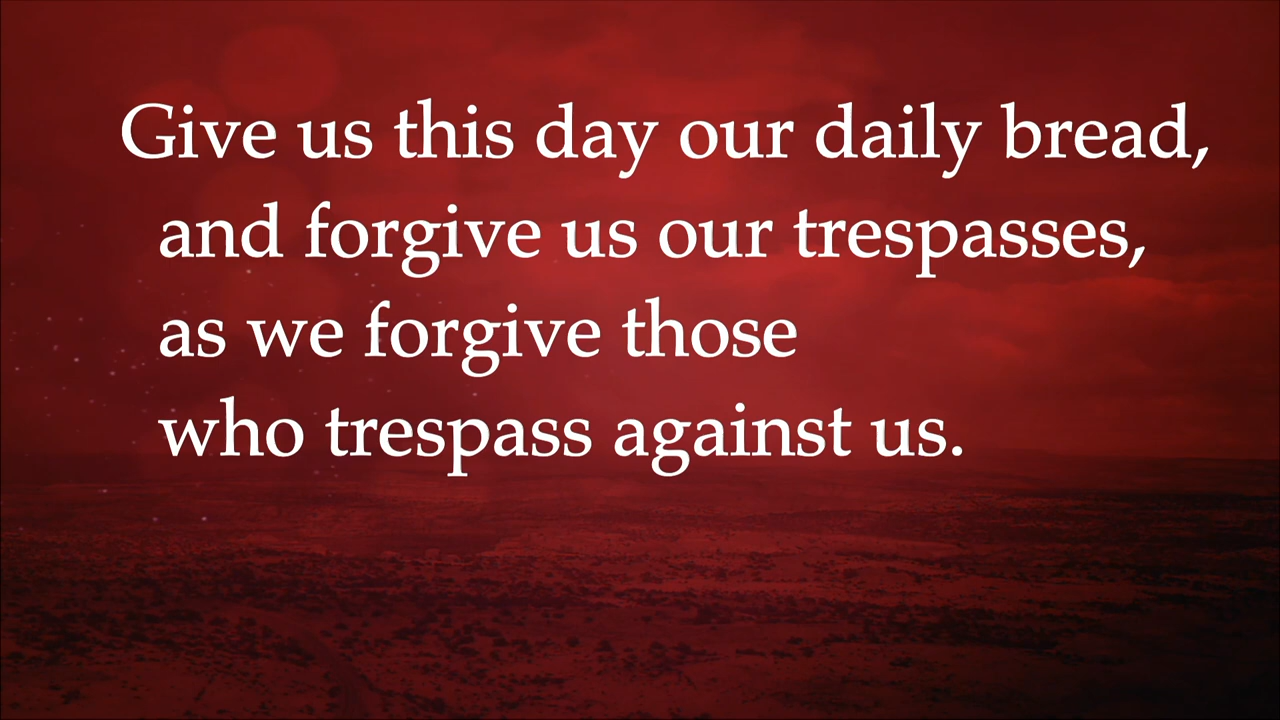 Give us this day our daily bread,
and forgive us our trespasses,
as we forgive those
who trespass against us.